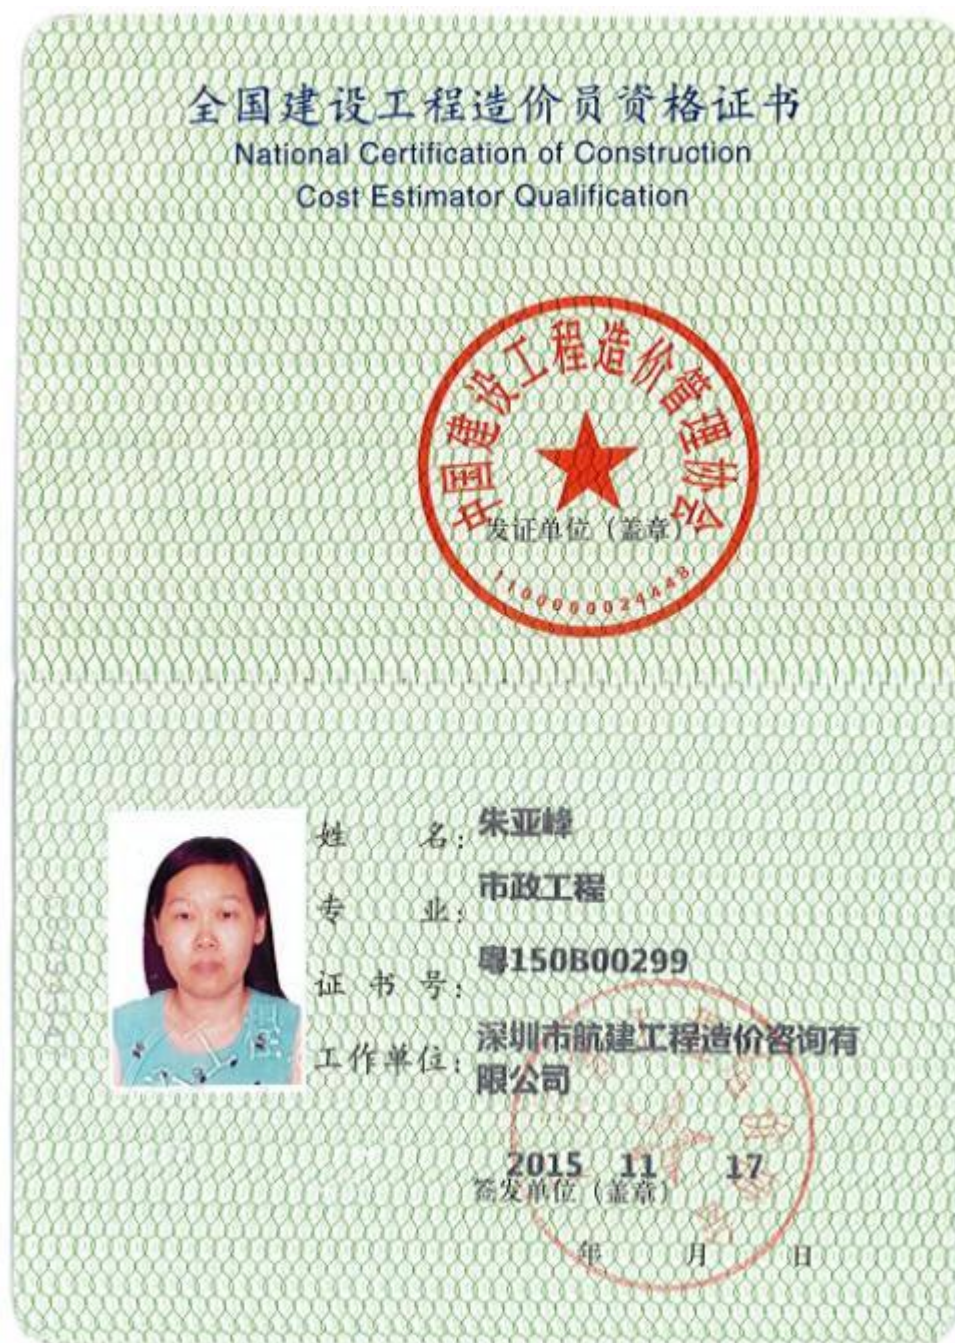 全国建设工程造价员资格证书
National Certification of Construction
Cost Estimator Qualification
中国建设工程造价管理协会
发证单位（盖章）
1100000024448
姓 名：朱亚峰
专 业：市政工程
证 书 号：粤150B00299
工作单位：深圳市航建工程造价咨询有
限公司
2015 11 17
签发单位（盖章）
年 月 日